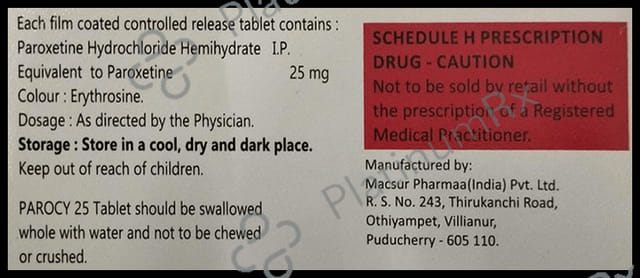 Each film coated controlled release tablet contains :
Paroxetine Hydrochloride Hemihydrate I.P.
Equivalent to Paroxetine 25 mg
Colour : Erythrosine.
Dosage : As directed by the Physician.
Storage : Store in a cool, dry and dark place.
Keep out of reach of children.
PAROCY 25 Tablet should be swallowed
whole with water and not to be chewed
or crushed.
SCHEDULE H PRESCRIPTION
DRUG - CAUTION
Not to be sold by retail without
the prescription of a Registered
Medical Practitioner.
Manufactured by:
Macsur Pharmaa(India) Pvt. Ltd.
R. S. No. 243, Thirukanchi Road,
Othiyampet, Villianur,
Puducherry - 605 110.
PlatinumRx